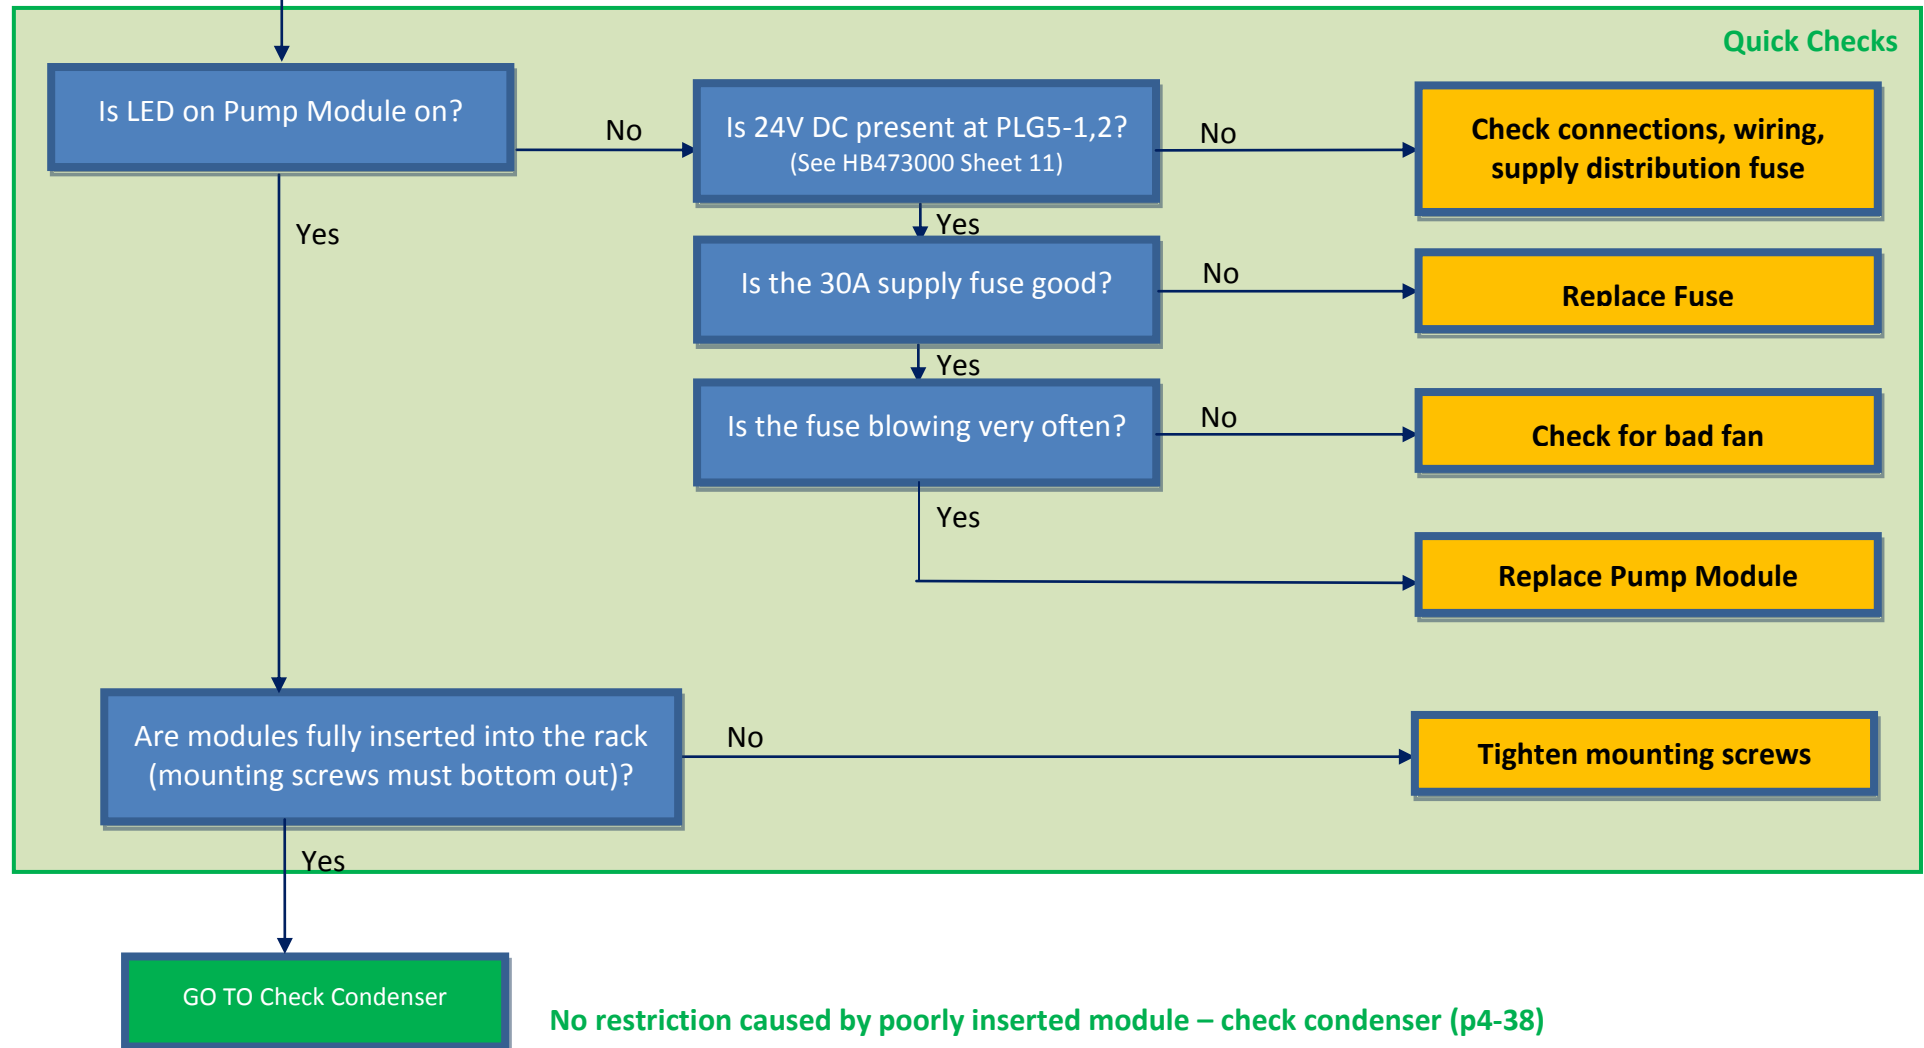 Quick Checks
Is LED on Pump Module on?
No
Is 24V DC present at PLG5-1,2?
(See HB473000 Sheet 11)
No
Check connections, wiring,
supply distribution fuse
Yes
Yes
Is the 30A supply fuse good?
No
Replace Fuse
Yes
Is the fuse blowing very often?
No
Check for bad fan
Yes
Replace Pump Module
Are modules fully inserted into the rack
(mounting screws must bottom out)?
No
Tighten mounting screws
Yes
GO TO Check Condenser
No restriction caused by poorly inserted module – check condenser (p4-38)